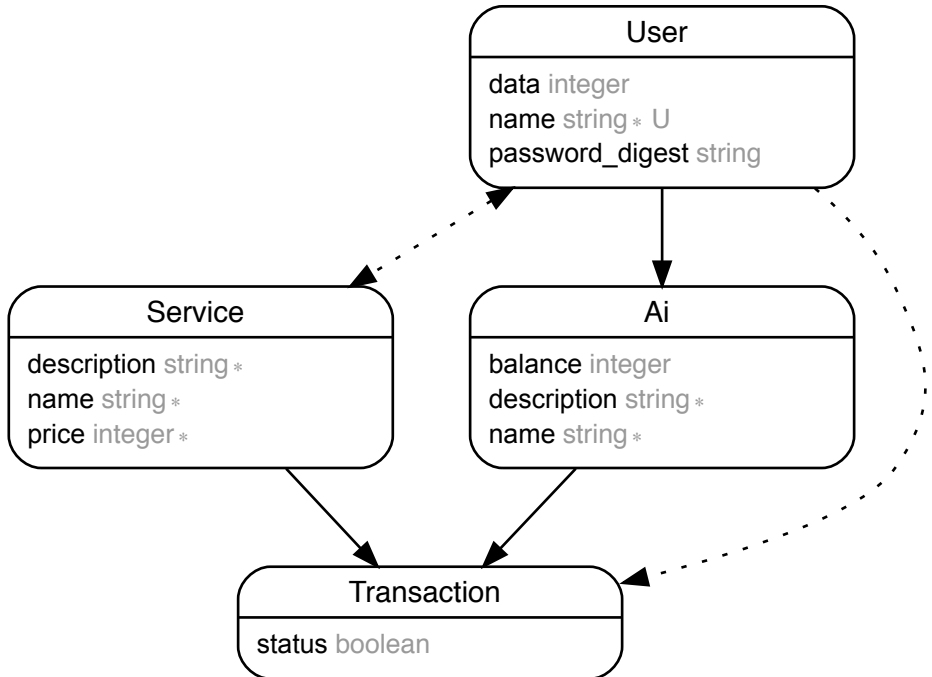 User
data integer
name string * U
password_digest string
Service
description string *
name string *
price integer *
Ai
balance integer
description string *
name string *
Transaction
status boolean